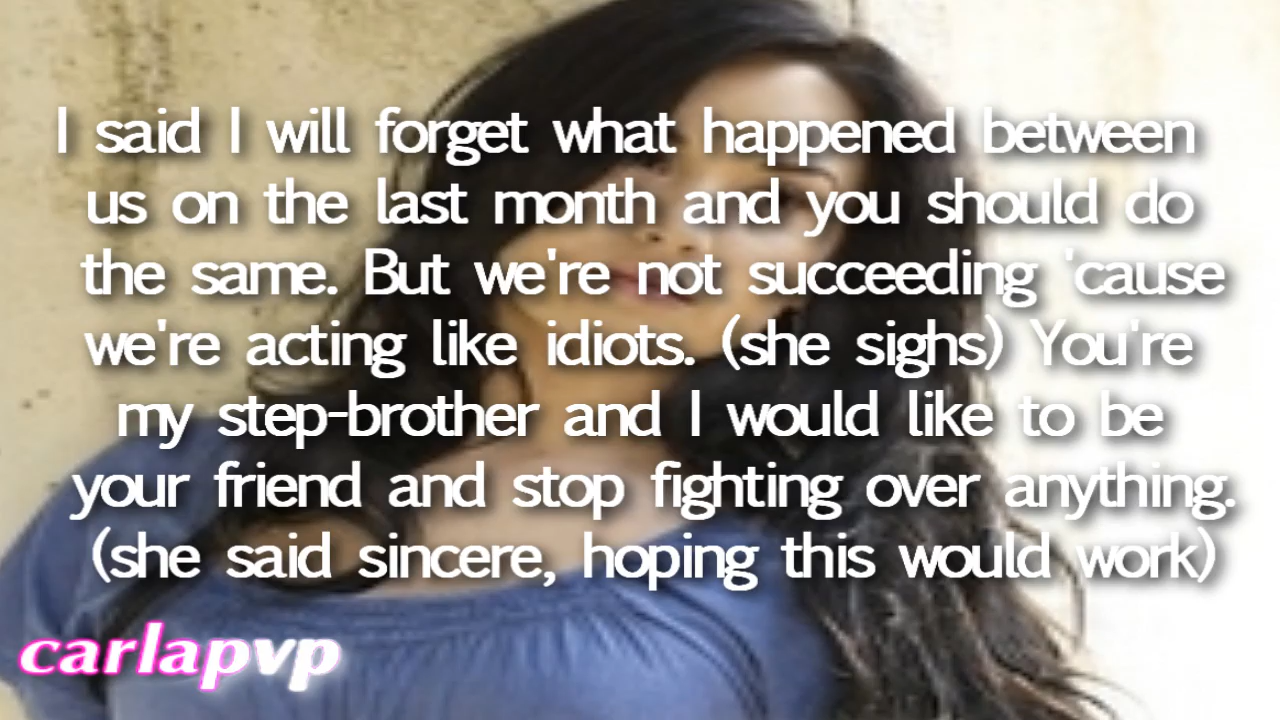 I said I will forget what happened between
us on the last month and you should do
the same. But we're not succeeding 'cause
we're acting like idiots. (she sighs) You're
my step-brother and I would like to be
your friend and stop fighting over anything.
(she said sincere, hoping this would work)
carlapvp